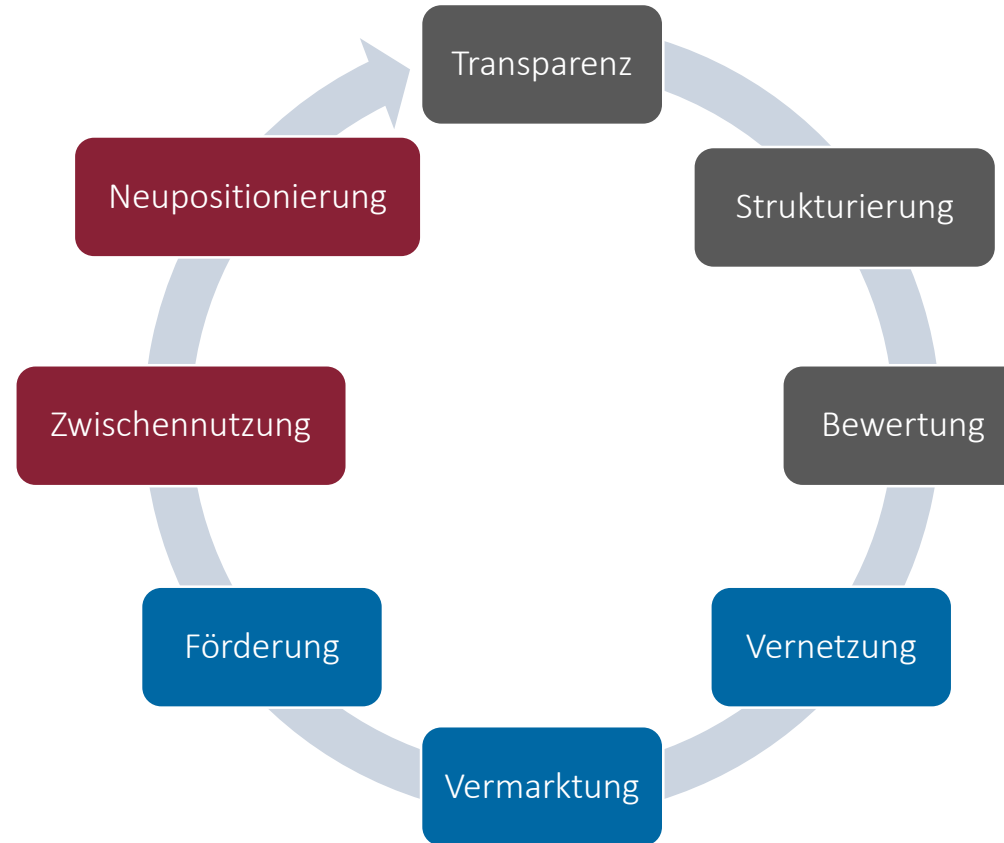 Transparenz
Strukturierung
Bewertung
Vernetzung
Vermarktung
Förderung
Zwischennutzung
Neupositionierung